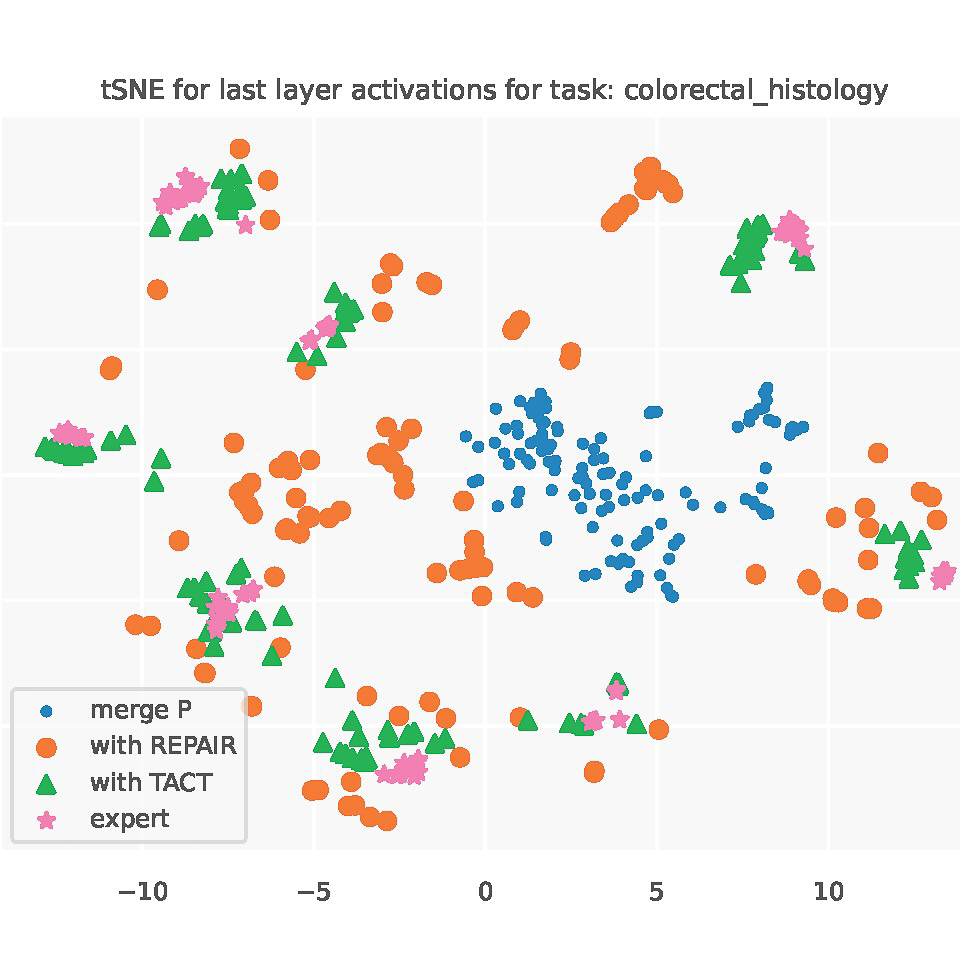 tSNE for last layer activations for task: colorectal_histology
merge P
with REPAIR
with TACT
expert
−10 −5 0 5 10